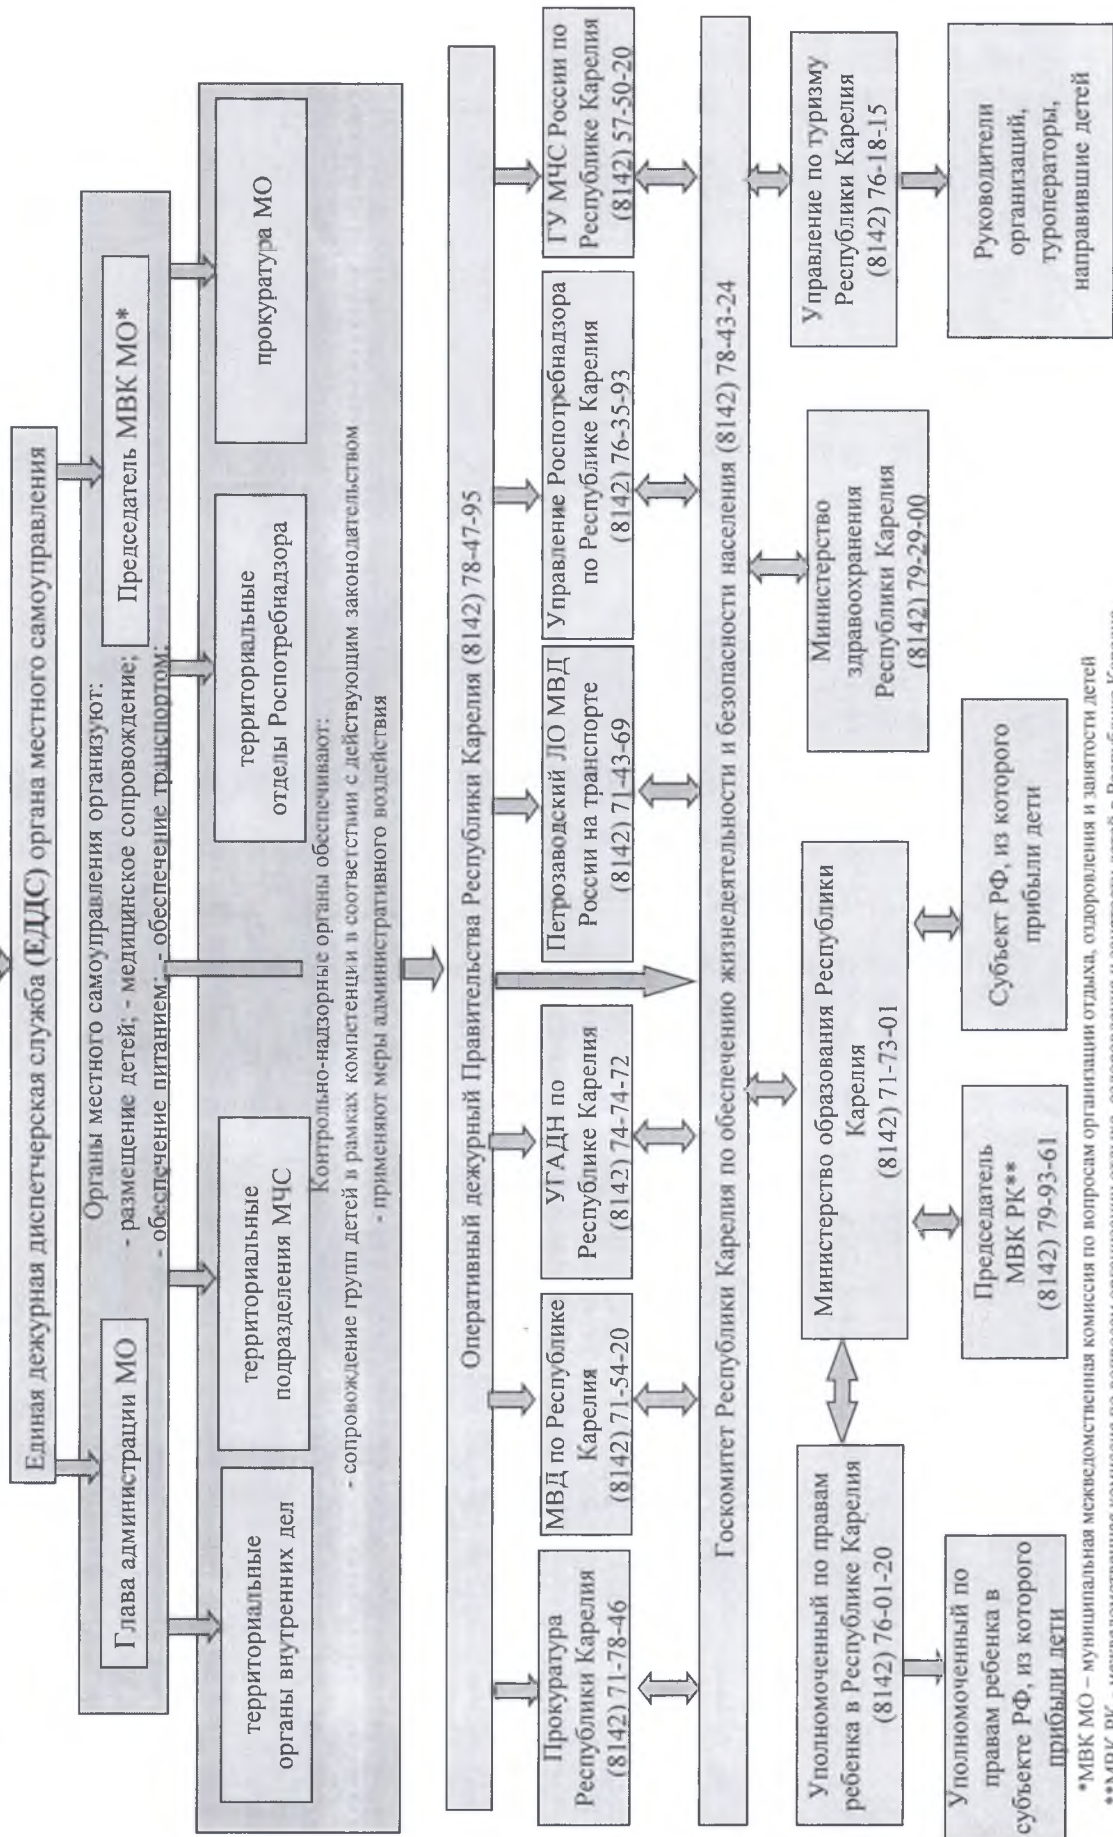 Единая дежурная диспетчерская служба (ЕДДС) органа местного самоуправления
Органы местного самоуправления организуют:
- размещение детей; - медицинское сопровождение;
- обеспечение питанием; - обеспечение транспортом;
Глава администрации МО
Председатель МВК МО*
территориальные
органы внутренних дел
территориальные
подразделения МЧС
территориальные
отделы Роспотребнадзора
прокуратура МО
Контрольно-надзорные органы обеспечивают:
- сопровождение групп детей в рамках компетенции в соответствии с действующим законодательством
- применяют меры административного воздействия
Оперативный дежурный Правительства Республики Карелия (8142) 78-47-95
Прокуратура
Республики Карелия
(8142) 71-78-46
МВД по Республике
Карелия
(8142) 71-54-20
УГАДН по
Республике Карелия
(8142) 74-74-72
Петрозаводский ЛО МВД
России на транспорте
(8142) 71-43-69
Управление Роспотребнадзора
по Республике Карелия
(8142) 76-35-93
ГУ МЧС России по
Республике Карелия
(8142) 57-50-20
Госкомитет Республики Карелия по обеспечению жизнедеятельности и безопасности населения (8142) 78-43-24
Уполномоченный по правам
ребенка в Республике Карелия
(8142) 76-01-20
Министерство образования Республики
Карелия
(8142) 71-73-01
Министерство
здравоохранения
Республики Карелия
(8142) 79-29-00
Управление по туризму
Республики Карелия
(8142) 76-18-15
Уполномоченный по
правам ребенка в
субъекте РФ, из которого
прибыли дети
Председатель
МВК РК**
(8142) 79-93-61
Субъект РФ, из которого
прибыли дети
Руководители
организаций,
туроператоры,
направившие детей
*МВК МО – муниципальная межведомственная комиссия по вопросам организации отдыха, оздоровления и занятости детей
**МВК РК